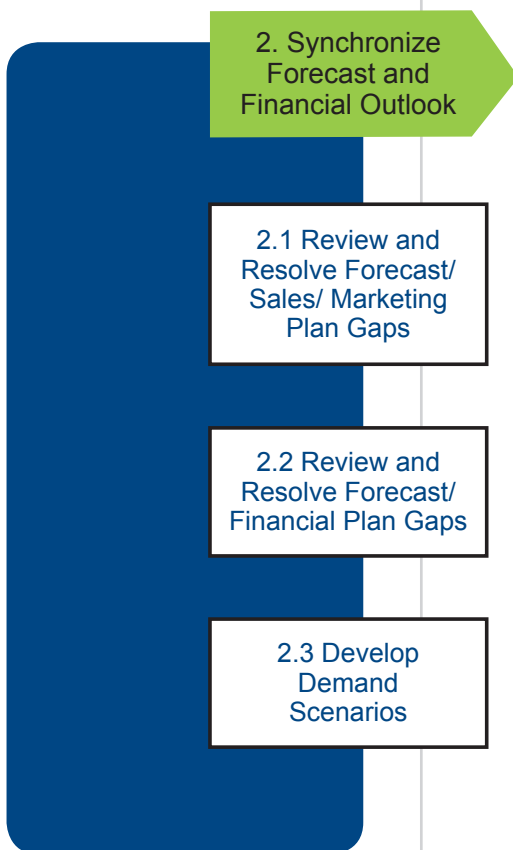 2. Synchronize
Forecast and
Financial Outlook
2.1 Review and
Resolve Forecast/
Sales/ Marketing
Plan Gaps
2.2 Review and
Resolve Forecast/
Financial Plan Gaps
2.3 Develop
Demand
Scenarios